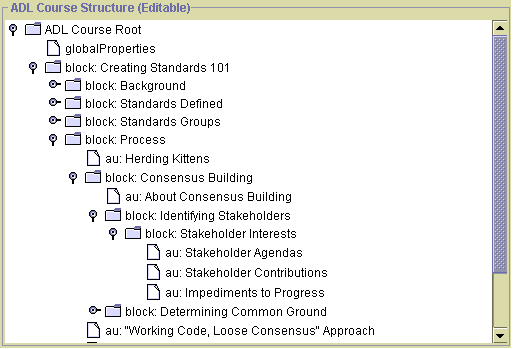 ADL Course Structure (Editable)
ADL Course Root
globalProperties
block: Creating Standards 101
block: Background
block: Standards Defined
block: Standards Groups
block: Process
au: Herding Kittens
block: Consensus Building
au: About Consensus Building
block: Identifying Stakeholders
block: Stakeholder Interests
au: Stakeholder Agendas
au: Stakeholder Contributions
au: Impediments to Progress
block: Determining Common Ground
au: "Working Code, Loose Consensus" Approach